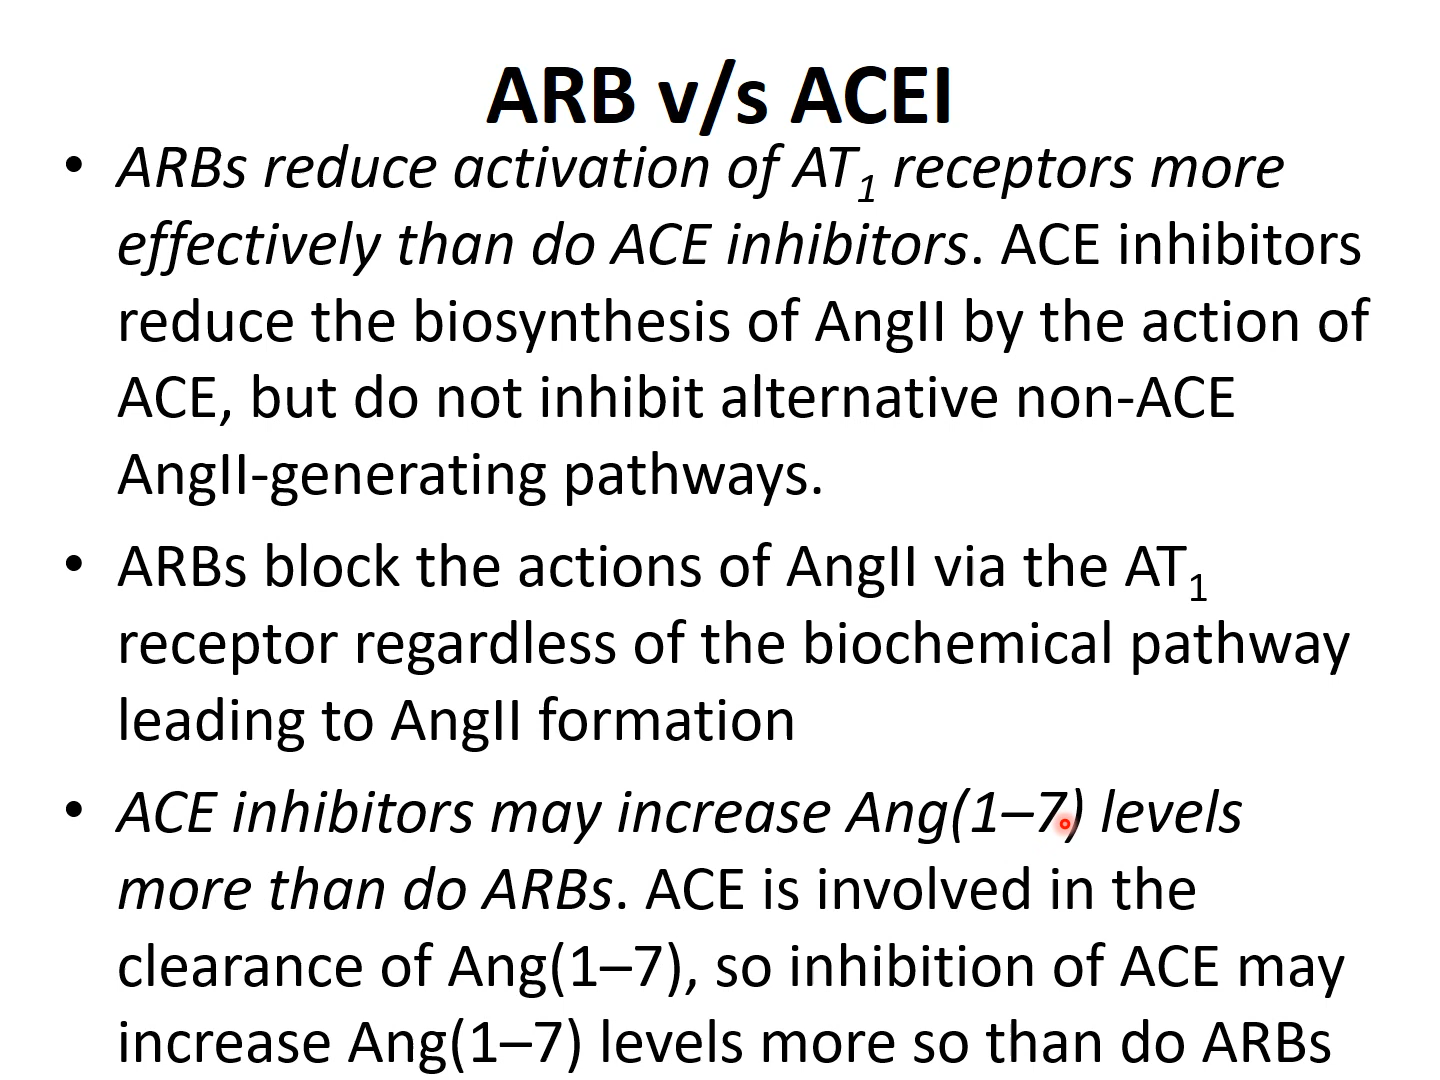 ARB v/s ACEI
• ARBs reduce activation of AT₁ receptors more
effectively than do ACE inhibitors. ACE inhibitors
reduce the biosynthesis of AngII by the action of
ACE, but do not inhibit alternative non-ACE
AngII-generating pathways.
• ARBs block the actions of AngII via the AT₁
receptor regardless of the biochemical pathway
leading to AngII formation
• ACE inhibitors may increase Ang(1–7) levels
more than do ARBs. ACE is involved in the
clearance of Ang(1–7), so inhibition of ACE may
increase Ang(1–7) levels more so than do ARBs